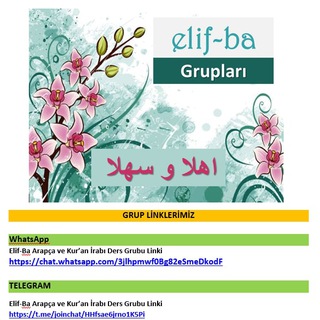 elif-ba
Grupları
اهلا و سهلا
GRUP LİNKLERİMİZ
WhatsApp
Elif-Ba Arapça ve Kur'an İrabı Ders Grubu Linki
https://chat.whatsapp.com/3jlhpmwf0Bg82eSmeDkodF
TELEGRAM
Elif-Ba Arapça ve Kur'an İrabı Ders Grubu Linki
https://t.me/joinchat/HHfsae6jrno1K5Pi